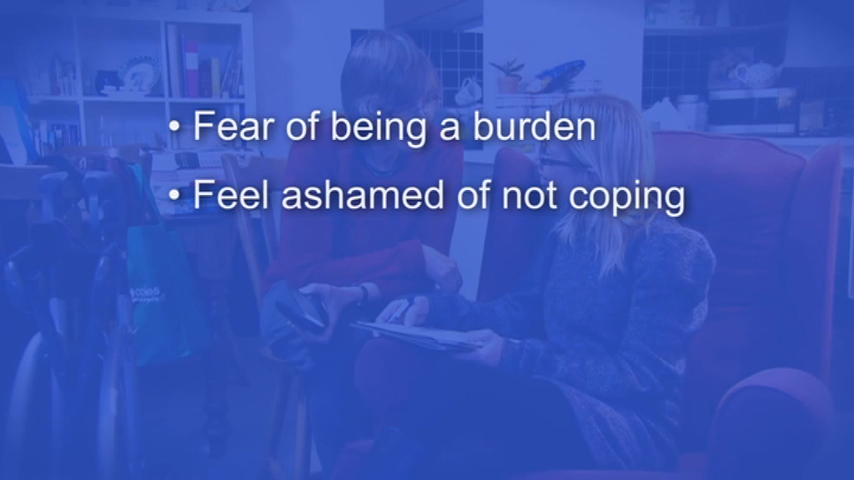 • Fear of being a burden
• Feel ashamed of not coping